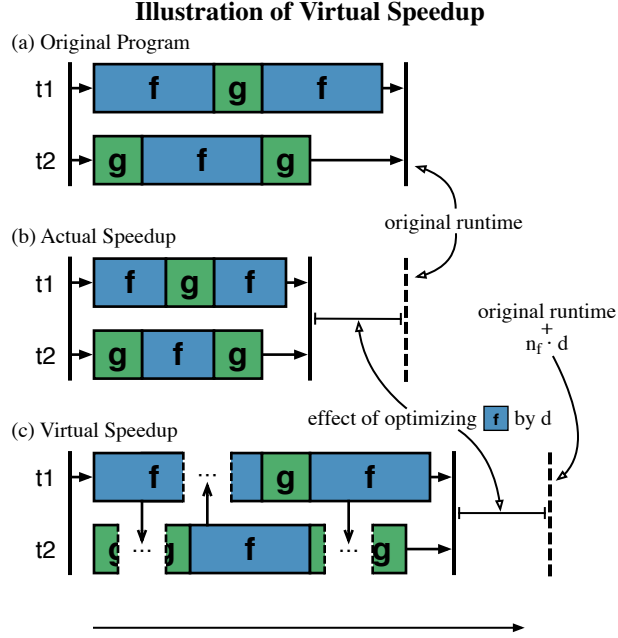 Illustration of Virtual Speedup
(a) Original Program
t1 f g f
t2 g f g
original runtime
(b) Actual Speedup
t1 f g f
t2 g f g
original runtime
+
n_f · d
effect of optimizing f by d
(c) Virtual Speedup
t1 f ... g f
t2 g ... g f ... g